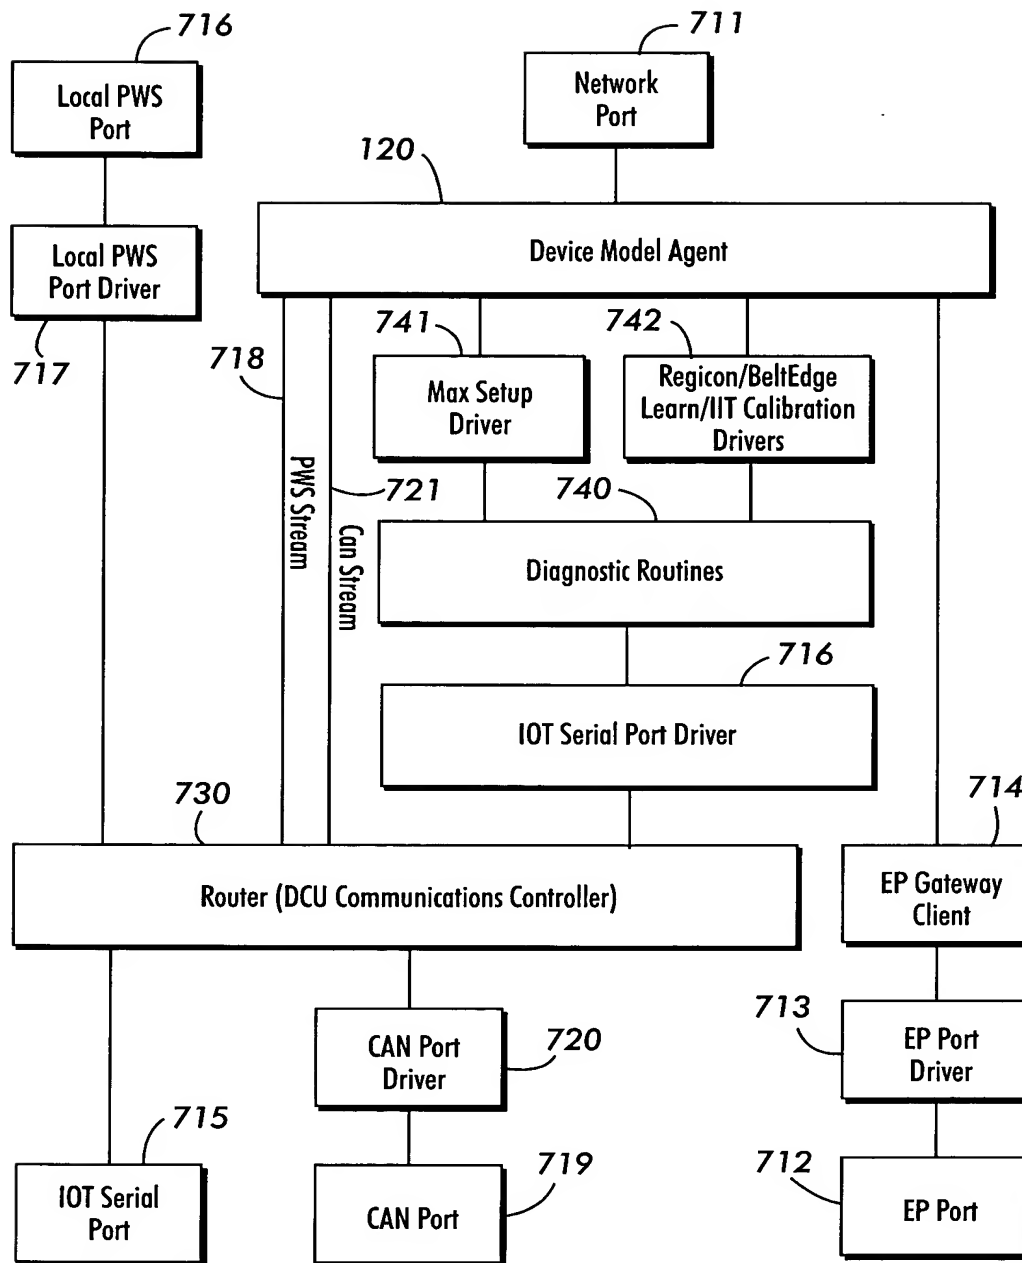 716
711
Local PWS
Port
Network
Port
120
Device Model Agent
Local PWS
Port Driver
717
718
741
742
Max Setup
Driver
Regicon/BeltEdge
Learn/IIT Calibration
Drivers
PWS Stream
721
Can Stream
740
Diagnostic Routines
716
IOT Serial Port Driver
730
714
Router (DCU Communications Controller)
EP Gateway
Client
713
CAN Port
Driver
720
EP Port
Driver
715
719
712
IOT Serial
Port
CAN Port
EP Port